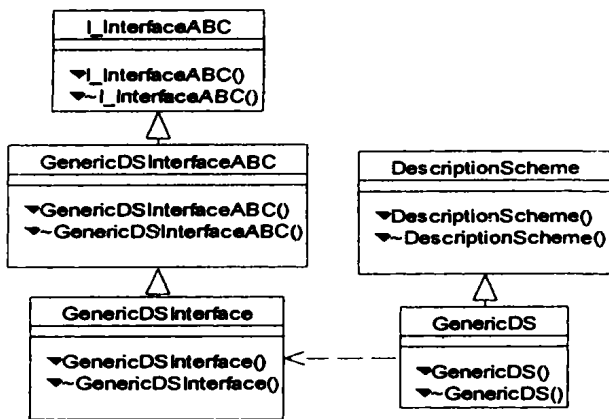 I_InterfaceABC
I_InterfaceABC()
~I_InterfaceABC()
GenericDSInterfaceABC
GenericDSInterfaceABC()
~GenericDSInterfaceABC()
DescriptionScheme
DescriptionScheme()
~DescriptionScheme()
GenericDSInterface
GenericDSInterface()
~GenericDSInterface()
GenericDS
GenericDS()
~GenericDS()